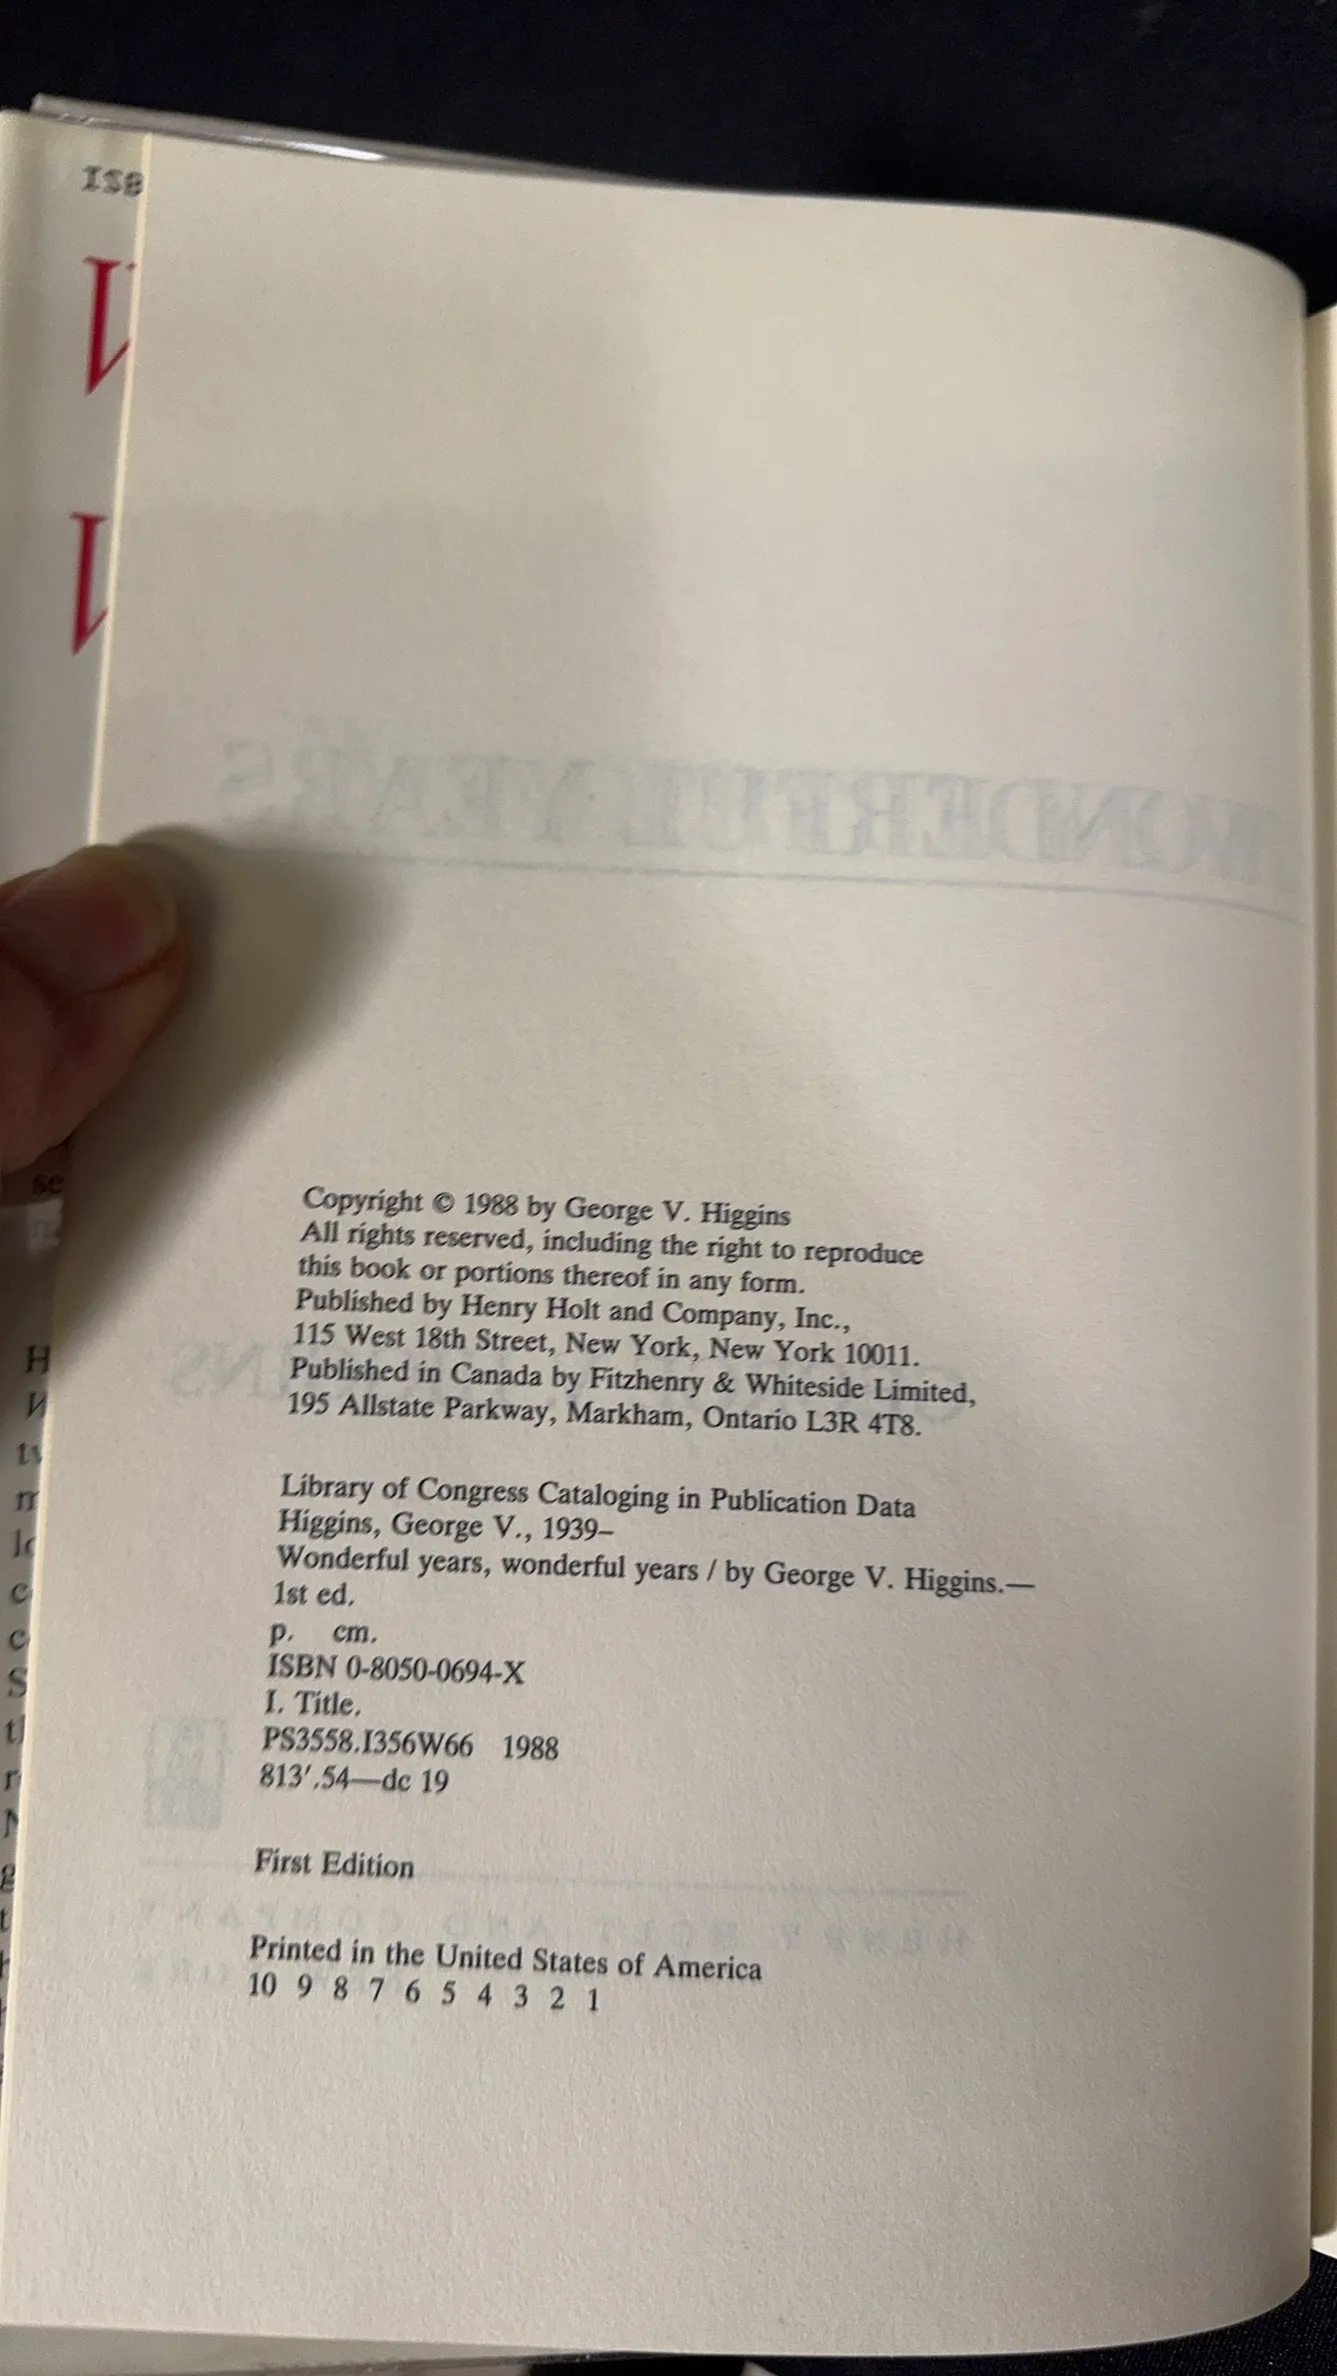 Copyright © 1988 by George V. Higgins
All rights reserved, including the right to reproduce
this book or portions thereof in any form.
Published by Henry Holt and Company, Inc.,
115 West 18th Street, New York, New York 10011.
Published in Canada by Fitzhenry & Whiteside Limited,
195 Allstate Parkway, Markham, Ontario L3R 4T8.
Library of Congress Cataloging in Publication Data
Higgins, George V., 1939–
Wonderful years, wonderful years / by George V. Higgins.—
1st ed.
p. cm.
ISBN 0-8050-0694-X
I. Title.
PS3558.I356W66 1988
813′.54—dc 19
First Edition
Printed in the United States of America
10 9 8 7 6 5 4 3 2 1